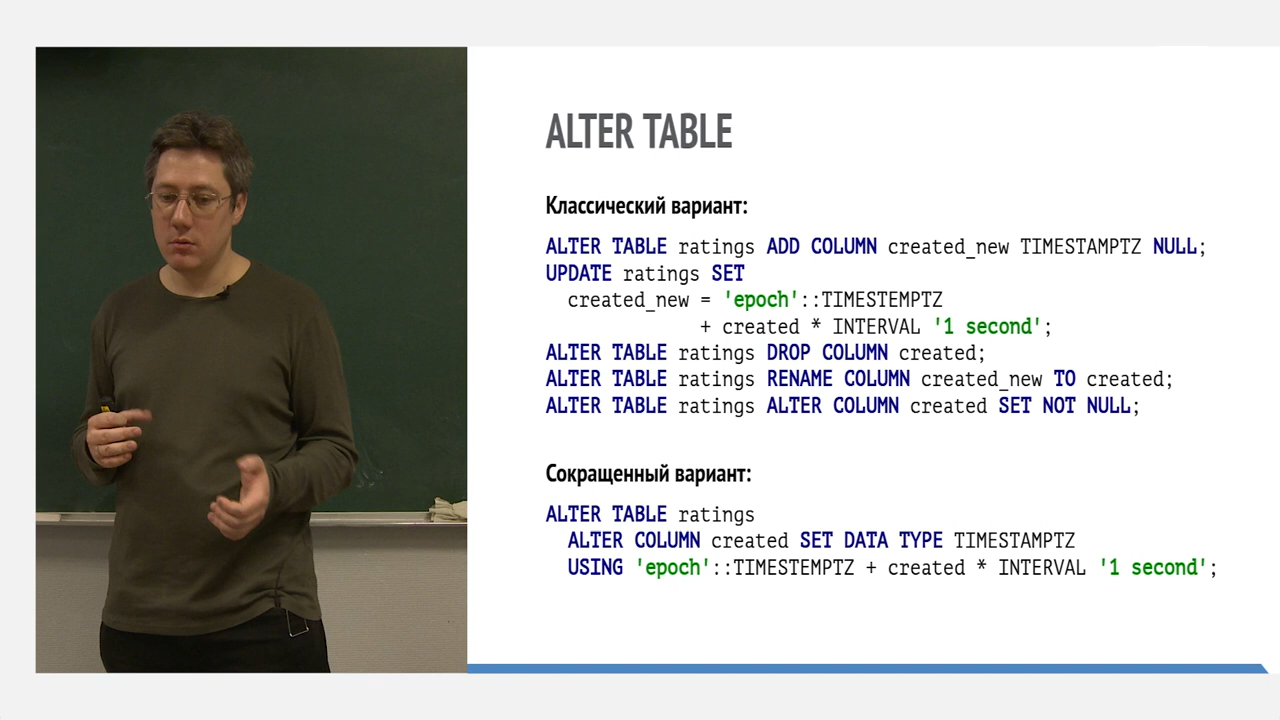 ALTER TABLE
Классический вариант:
ALTER TABLE ratings ADD COLUMN created_new TIMESTAMPTZ NULL;
UPDATE ratings SET
created_new = 'epoch'::TIMESTEMPTZ
+ created * INTERVAL '1 second';
ALTER TABLE ratings DROP COLUMN created;
ALTER TABLE ratings RENAME COLUMN created_new TO created;
ALTER TABLE ratings ALTER COLUMN created SET NOT NULL;
Сокращенный вариант:
ALTER TABLE ratings
ALTER COLUMN created SET DATA TYPE TIMESTAMPTZ
USING 'epoch'::TIMESTEMPTZ + created * INTERVAL '1 second';